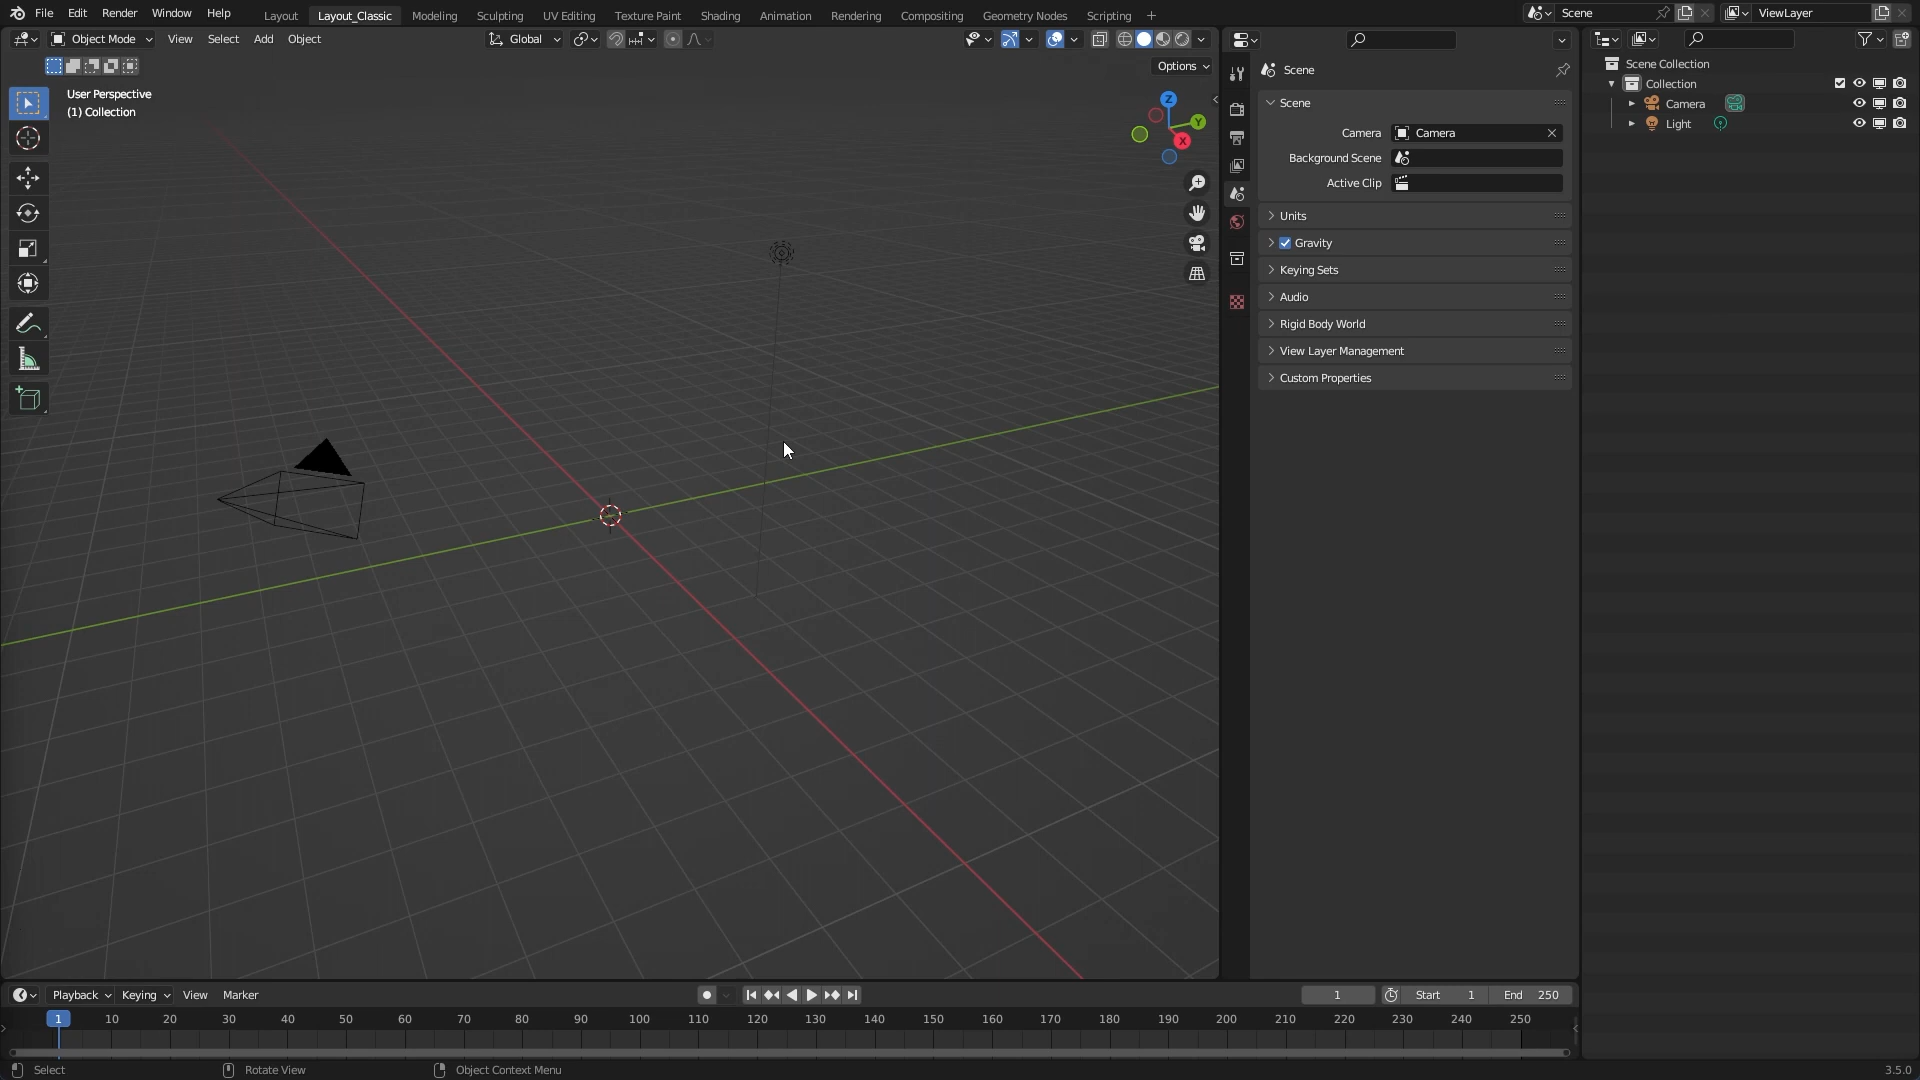 File Edit Render Window Help Layout Layout_Classic Modeling Sculpting UV Editing Texture Paint Shading Animation Rendering Compositing Geometry Nodes Scripting + Scene ViewLayer
Object Mode View Select Add Object Global
Options
User Perspective
(1) Collection
Z
Y
X
Scene
Scene
Camera Camera
Background Scene
Active Clip
Units
Gravity
Keying Sets
Audio
Rigid Body World
View Layer Management
Custom Properties
Scene Collection
Collection
Camera
Light
Playback Keying View Marker 1 Start 1 End 250
1 10 20 30 40 50 60 70 80 90 100 110 120 130 140 150 160 170 180 190 200 210 220 230 240 250
Select Rotate View Object Context Menu 3.5.0